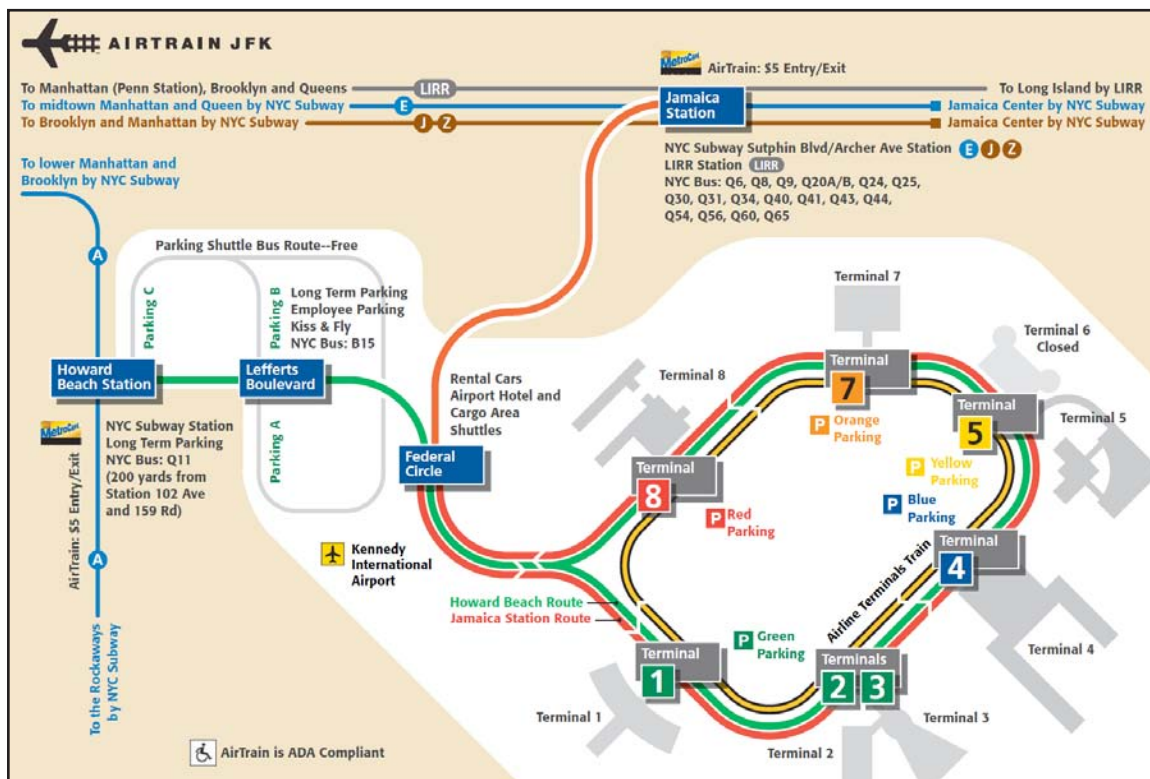 AIRTRAIN JFK
MetroCard
AirTrain: $5 Entry/Exit
To Manhattan (Penn Station), Brooklyn and Queens
LIRR
To Long Island by LIRR
To midtown Manhattan and Queen by NYC Subway
E
Jamaica Center by NYC Subway
To Brooklyn and Manhattan by NYC Subway
J Z
Jamaica Center by NYC Subway
Jamaica
Station
NYC Subway Sutphin Blvd/Archer Ave Station E J Z
LIRR Station LIRR
NYC Bus: Q6, Q8, Q9, Q20A/B, Q24, Q25,
Q30, Q31, Q34, Q40, Q41, Q43, Q44,
Q54, Q56, Q60, Q65
To lower Manhattan and
Brooklyn by NYC Subway
A
Parking Shuttle Bus Route--Free
Parking C
Parking B
Long Term Parking
Employee Parking
Kiss & Fly
NYC Bus: B15
Howard
Beach Station
Lefferts
Boulevard
Parking A
MetroCard
AirTrain: $5 Entry/Exit
NYC Subway Station
Long Term Parking
NYC Bus: Q11
(200 yards from
Station 102 Ave
and 159 Rd)
A
To the Rockaways
by NYC Subway
Rental Cars
Airport Hotel and
Cargo Area
Shuttles
Federal
Circle
Kennedy
International
Airport
Howard Beach Route
Jamaica Station Route
Terminal 7
Terminal
7
P Orange
Parking
Terminal 6
Closed
Terminal 5
Terminal
5
P Yellow
Parking
Terminal 8
Terminal
8
P Red
Parking
P Blue
Parking
Terminal
4
Terminal 4
Airline Terminals Train
P Green
Parking
Terminal
1
Terminal 1
Terminals
2 3
Terminal 3
Terminal 2
AirTrain is ADA Compliant